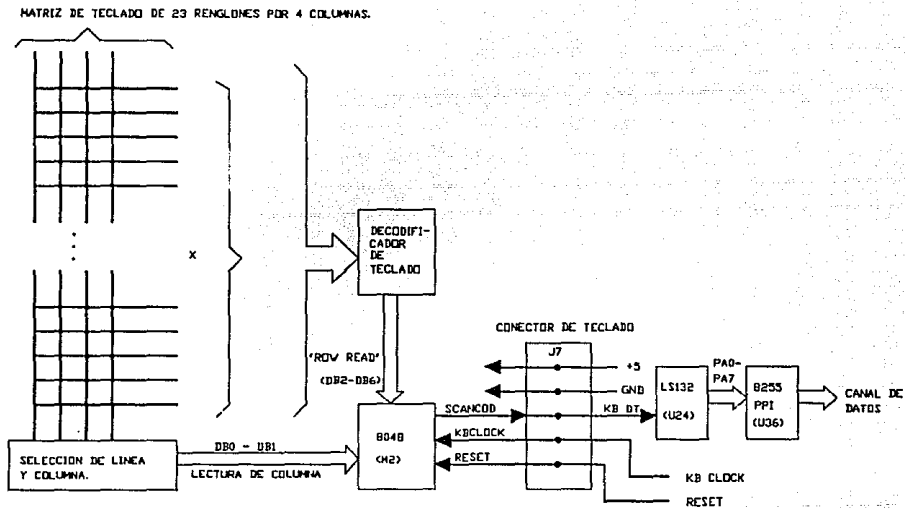 MATRIZ DE TECLADO DE 23 RENGLONES POR 4 COLUMNAS.
X
DECODIFI-
CADOR
DE
TECLADO
'ROW READ'
(DB2-DB6)
CONECTOR DE TECLADO
J7
+5
GND
SCANCOD
KB DT
KBCLOCK
RESET
8048
(M2)
LS132
(U24)
PA0-
PA7
8255
PPI
(U36)
CANAL DE
DATOS
SELECCION DE LINEA
Y COLUMNA.
DB0 - DB1
LECTURA DE COLUMNA
KB CLOCK
RESET